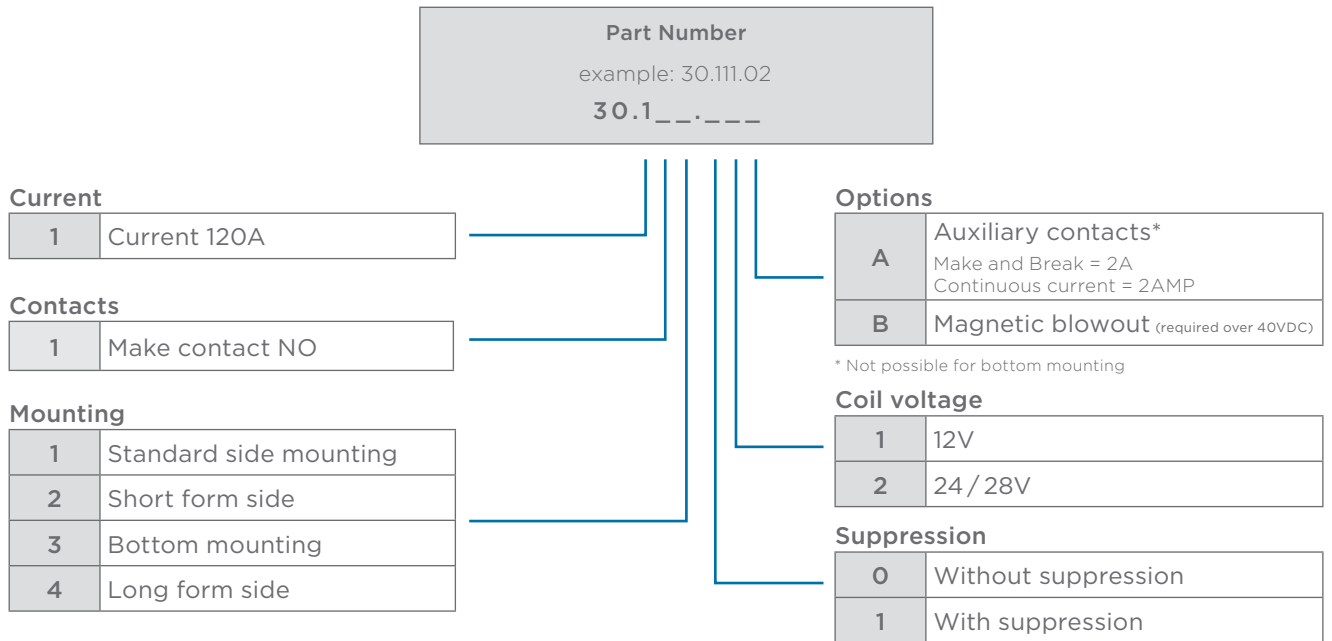 Part Number
example: 30.111.02
30.1__.___
Current
1 Current 120A
Contacts
1 Make contact NO
Mounting
1 Standard side mounting
2 Short form side
3 Bottom mounting
4 Long form side
Options
A Auxiliary contacts*
Make and Break = 2A
Continuous current = 2AMP
B Magnetic blowout (required over 40VDC)
* Not possible for bottom mounting
Coil voltage
1 12V
2 24 / 28V
Suppression
0 Without suppression
1 With suppression